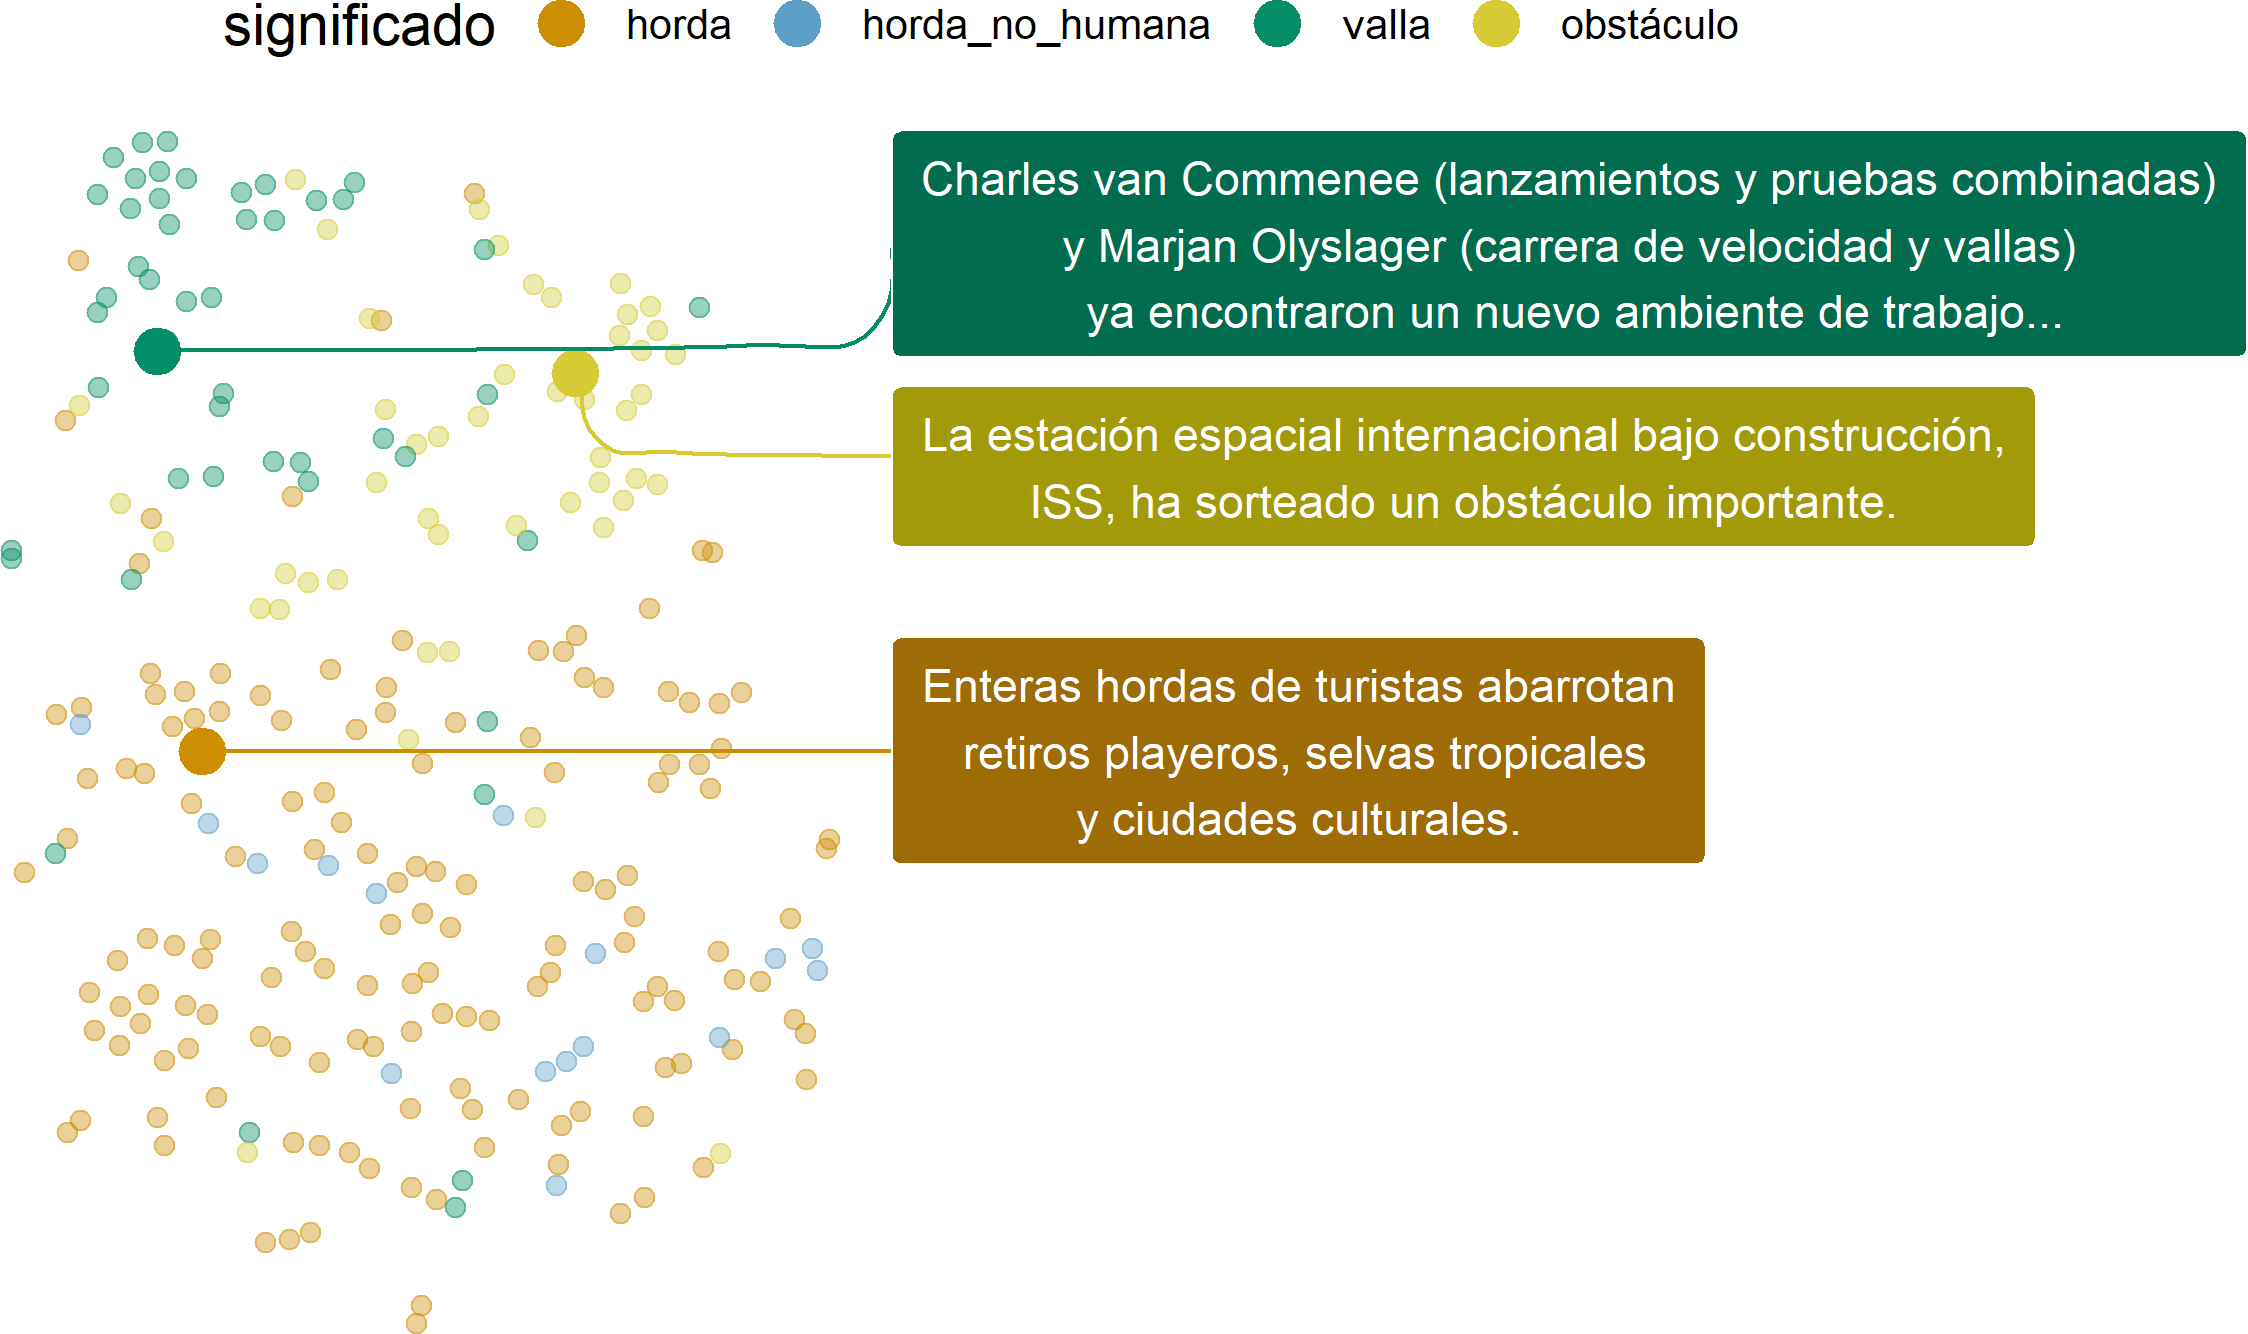 significado horda horda_no_humana valla obstáculo
Charles van Commenee (lanzamientos y pruebas combinadas)
y Marjan Olyslager (carrera de velocidad y vallas)
ya encontraron un nuevo ambiente de trabajo...
La estación espacial internacional bajo construcción,
ISS, ha sorteado un obstáculo importante.
Enteras hordas de turistas abarrotan
retiros playeros, selvas tropicales
y ciudades culturales.